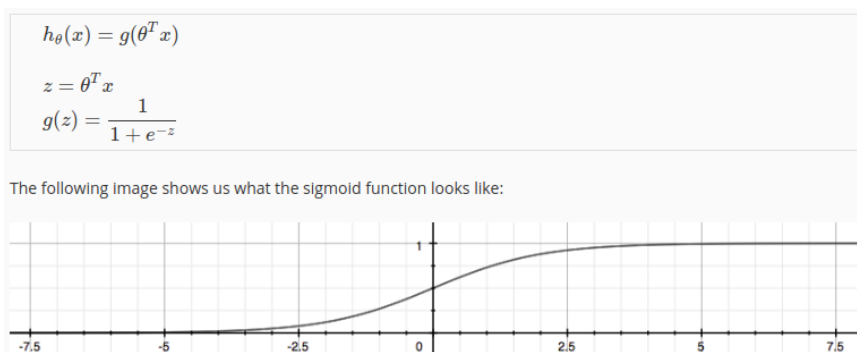 hθ(x) = g(θᵀx)
z = θᵀx
g(z) = 1 / (1 + e⁻ᶻ)
The following image shows us what the sigmoid function looks like:
1
-7.5 -5 -2.5 0 2.5 5 7.5